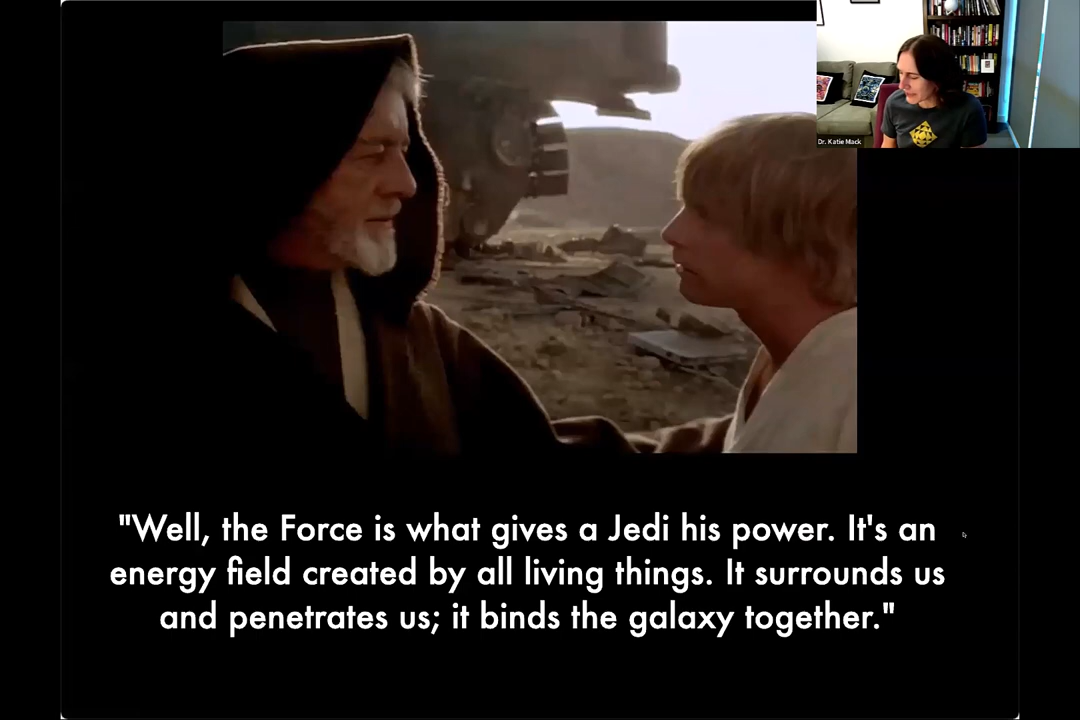 Dr. Katie Mack
"Well, the Force is what gives a Jedi his power. It's an
energy field created by all living things. It surrounds us
and penetrates us; it binds the galaxy together."